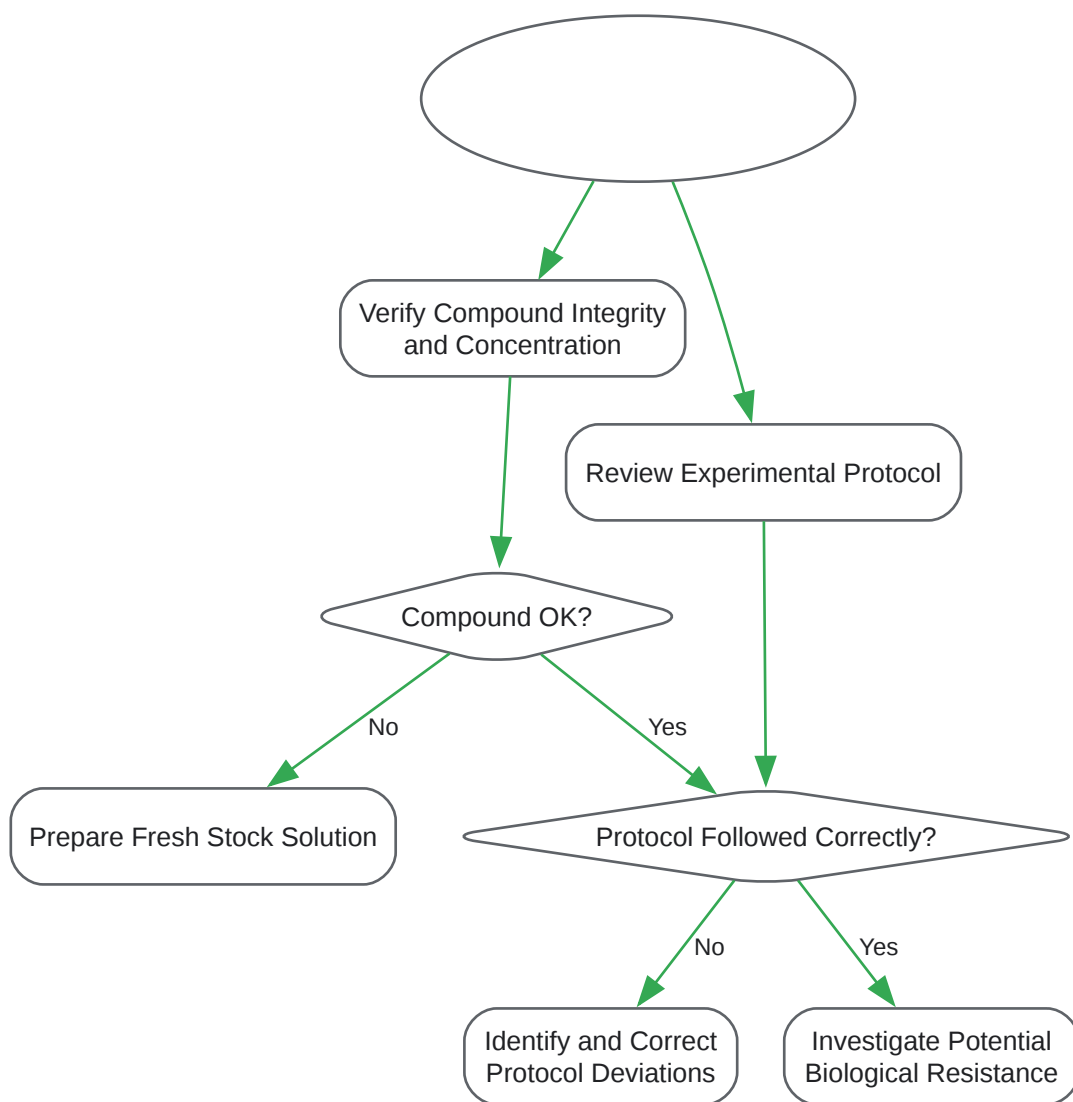 Verify Compound Integrity
and Concentration
Review Experimental Protocol
Compound OK?
No
Yes
Prepare Fresh Stock Solution
Protocol Followed Correctly?
No
Yes
Identify and Correct
Protocol Deviations
Investigate Potential
Biological Resistance